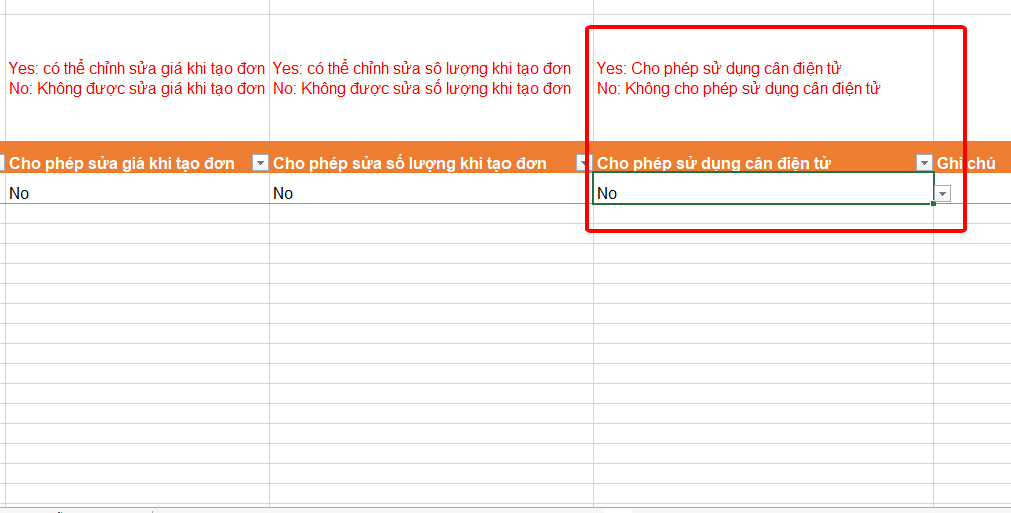 Yes: có thể chỉnh sửa giá khi tạo đơn
No: Không được sửa giá khi tạo đơn
Yes: có thể chỉnh sửa số lượng khi tạo đơn
No: Không được sửa số lượng khi tạo đơn
Yes: Cho phép sử dụng cân điện tử
No: Không cho phép sử dụng cân điện tử
Cho phép sửa giá khi tạo đơn
Cho phép sửa số lượng khi tạo đơn
Cho phép sử dụng cân điện tử
Ghi chú
No
No
No